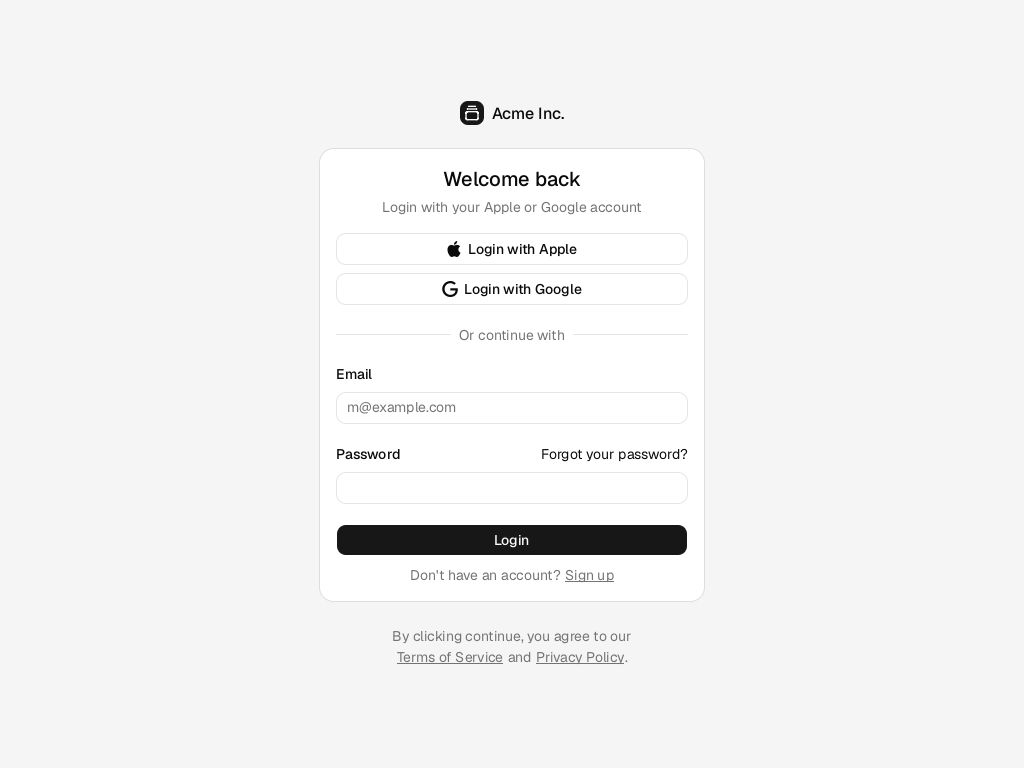 Acme Inc.
Welcome back
Login with your Apple or Google account
Login with Apple
Login with Google
Or continue with
Email
m@example.com
Password Forgot your password?
Login
Don't have an account? Sign up
By clicking continue, you agree to our
Terms of Service and Privacy Policy.